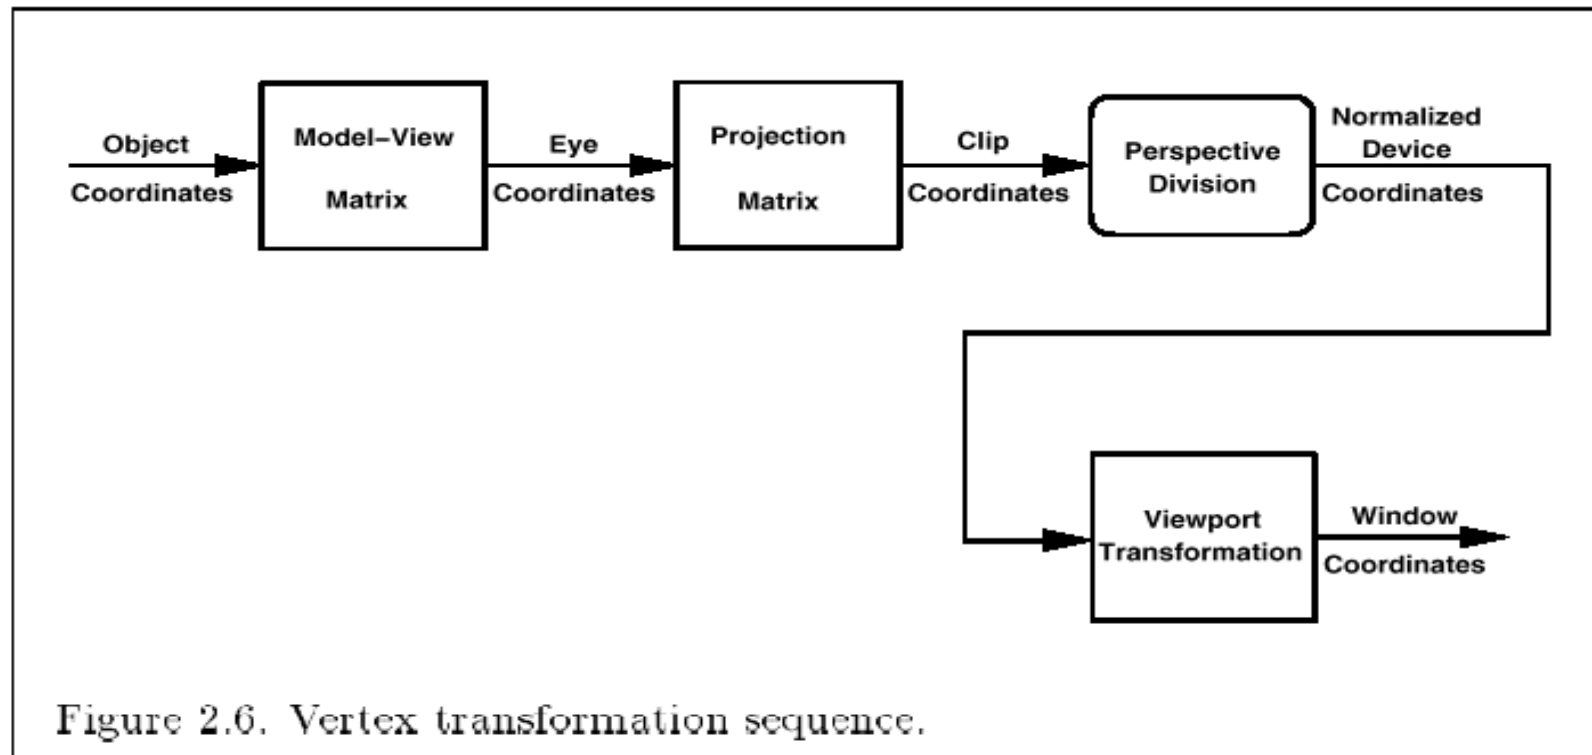 Object
Coordinates
Model–View
Matrix
Eye
Coordinates
Projection
Matrix
Clip
Coordinates
Perspective
Division
Normalized
Device
Coordinates
Viewport
Transformation
Window
Coordinates
Figure 2.6. Vertex transformation sequence.